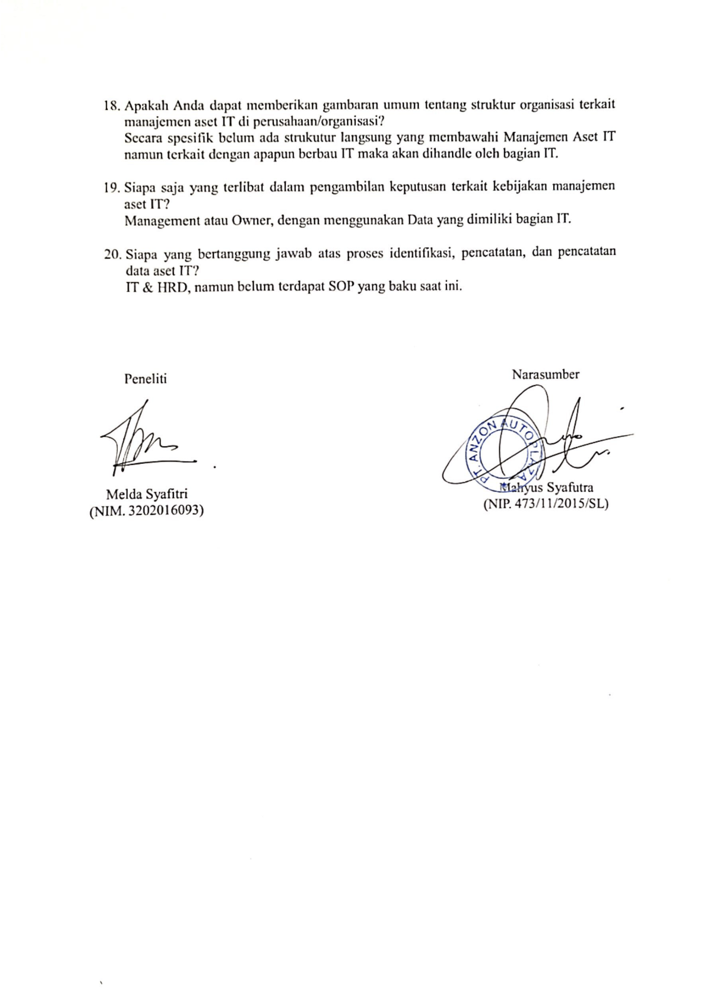 18. Apakah Anda dapat memberikan gambaran umum tentang struktur organisasi terkait
manajemen aset IT di perusahaan/organisasi?
Secara spesifik belum ada strukutur langsung yang membawahi Manajemen Aset IT
namun terkait dengan apapun berbau IT maka akan dihandle oleh bagian IT.
19. Siapa saja yang terlibat dalam pengambilan keputusan terkait kebijakan manajemen
aset IT?
Management atau Owner, dengan menggunakan Data yang dimiliki bagian IT.
20. Siapa yang bertanggung jawab atas proses identifikasi, pencatatan, dan pencatatan
data aset IT?
IT & HRD, namun belum terdapat SOP yang baku saat ini.
Peneliti
Melda Syafitri
(NIM. 3202016093)
Narasumber
PT. ANZON AUTOPLAZA
Mahyus Syafutra
(NIP. 473/11/2015/SL)